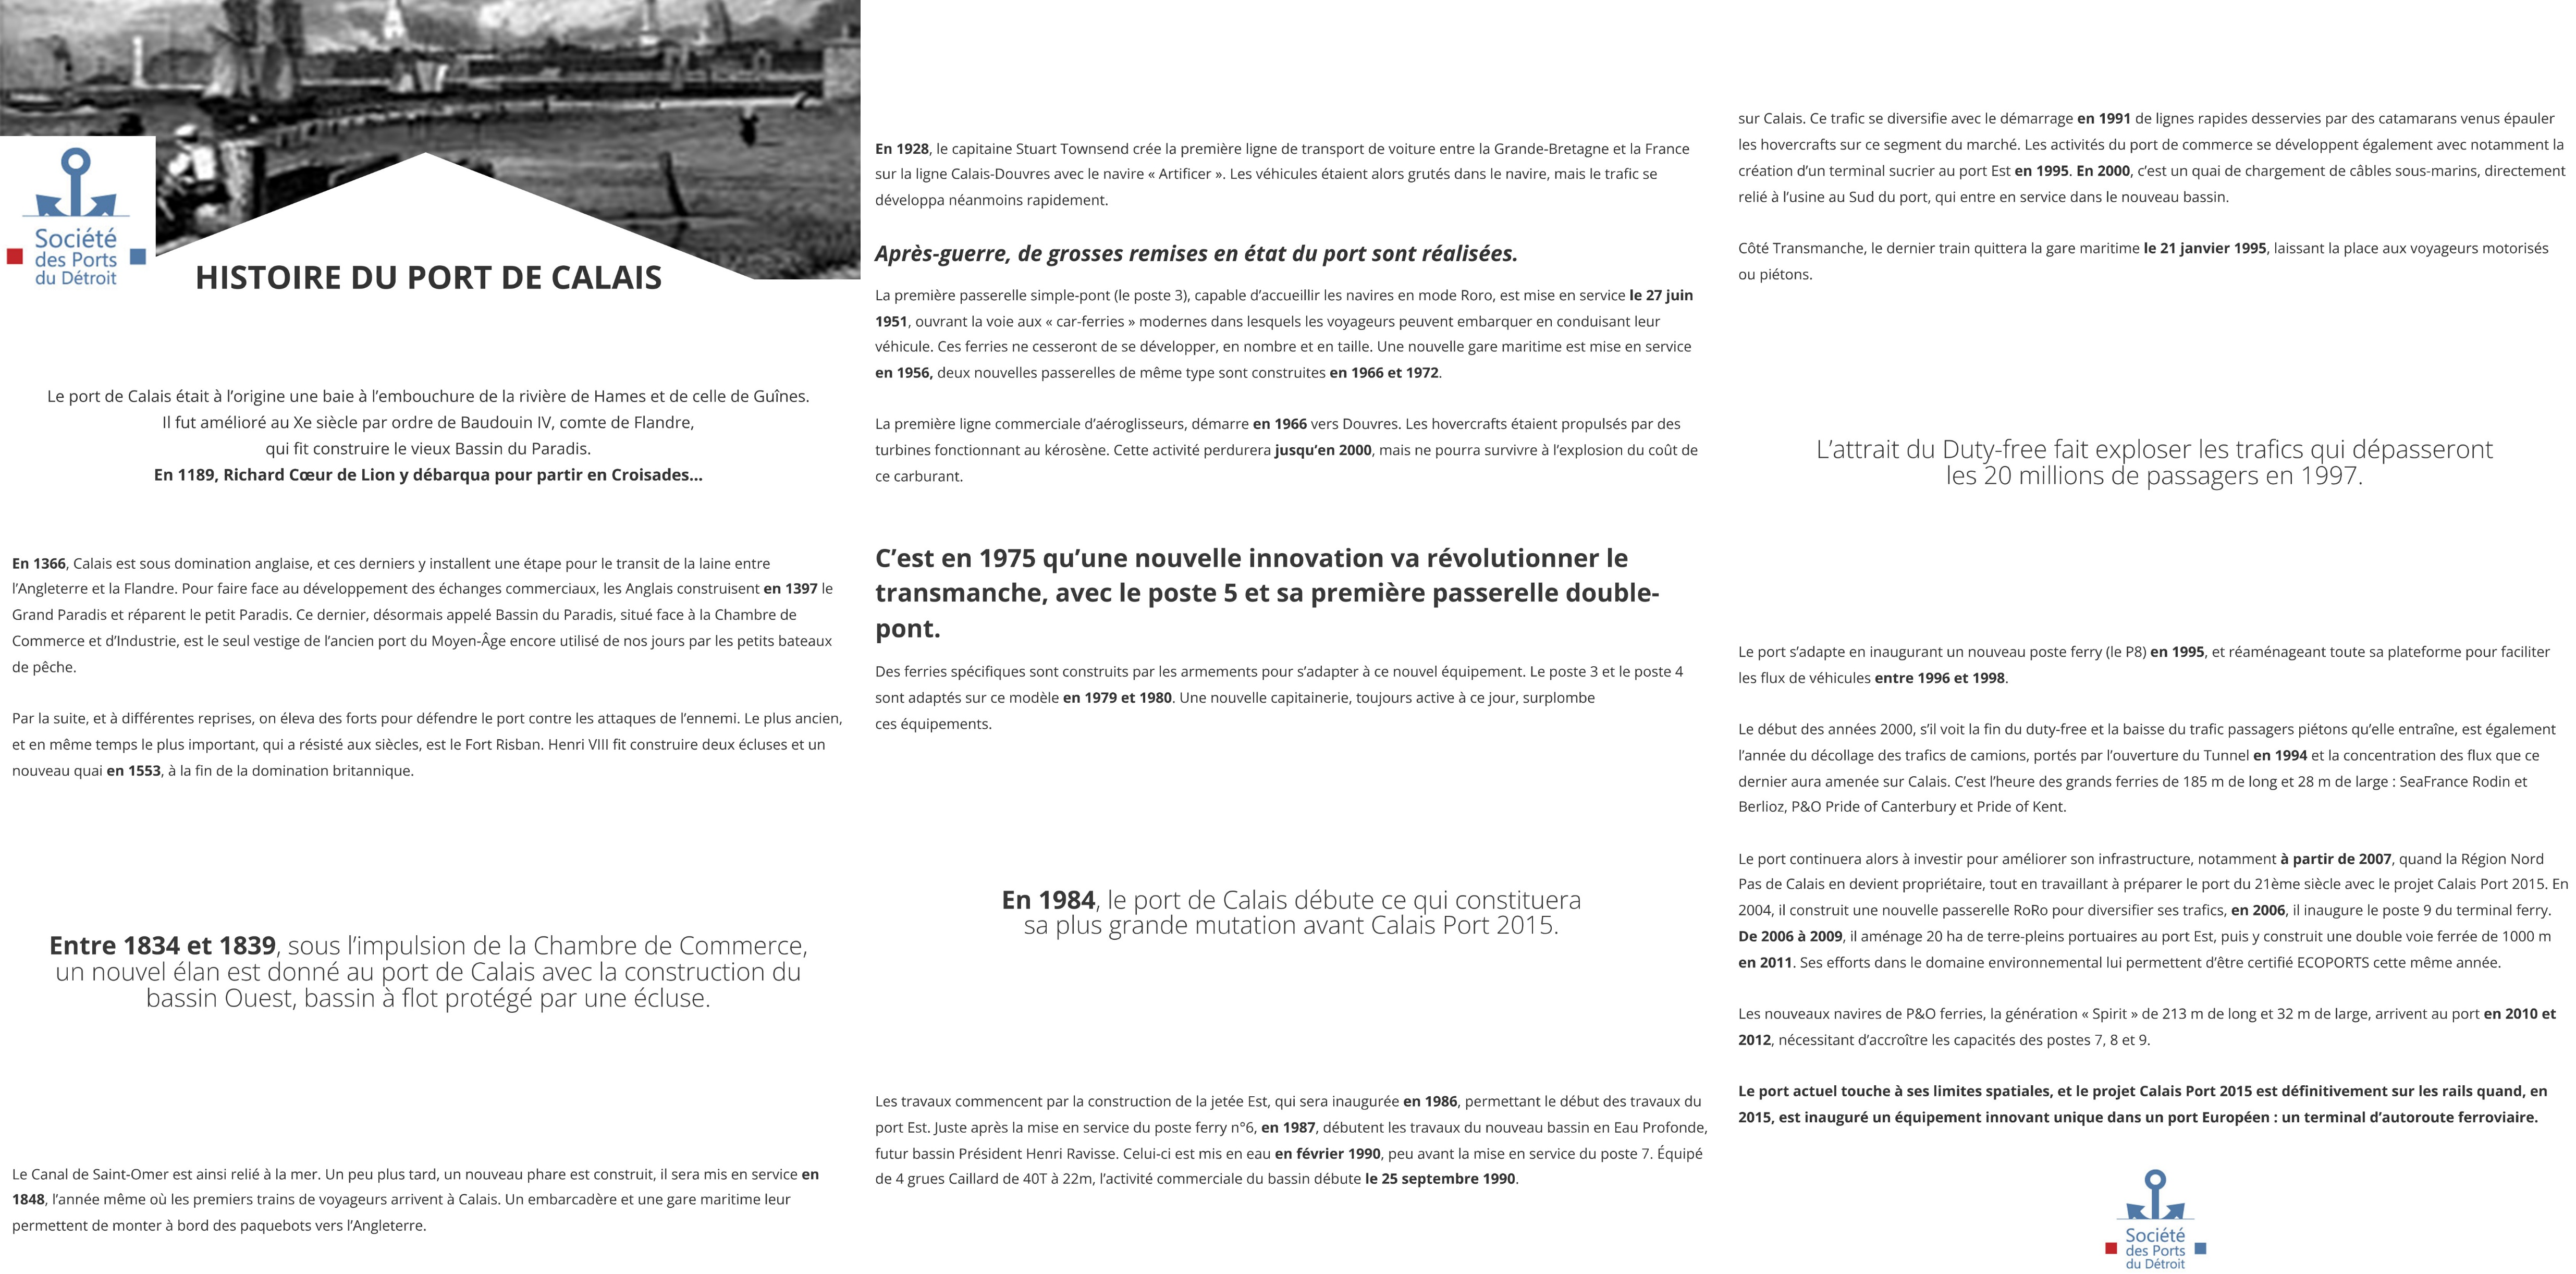 Société
des Ports
du Détroit
HISTOIRE DU PORT DE CALAIS
Le port de Calais était à l’origine une baie à l’embouchure de la rivière de Hames et de celle de Guînes.
Il fut amélioré au Xe siècle par ordre de Baudouin IV, comte de Flandre,
qui fit construire le vieux Bassin du Paradis.
En 1189, Richard Cœur de Lion y débarqua pour partir en Croisades…
En 1366, Calais est sous domination anglaise, et ces derniers y installent une étape pour le transit de la laine entre
l’Angleterre et la Flandre. Pour faire face au développement des échanges commerciaux, les Anglais construisent en 1397 le
Grand Paradis et réparent le petit Paradis. Ce dernier, désormais appelé Bassin du Paradis, situé face à la Chambre de
Commerce et d’Industrie, est le seul vestige de l’ancien port du Moyen-Âge encore utilisé de nos jours par les petits bateaux
de pêche.
Par la suite, et à différentes reprises, on éleva des forts pour défendre le port contre les attaques de l’ennemi. Le plus ancien,
et en même temps le plus important, qui a résisté aux siècles, est le Fort Risban. Henri VIII fit construire deux écluses et un
nouveau quai en 1553, à la fin de la domination britannique.
Entre 1834 et 1839, sous l’impulsion de la Chambre de Commerce,
un nouvel élan est donné au port de Calais avec la construction du
bassin Ouest, bassin à flot protégé par une écluse.
Le Canal de Saint-Omer est ainsi relié à la mer. Un peu plus tard, un nouveau phare est construit, il sera mis en service en
1848, l’année même où les premiers trains de voyageurs arrivent à Calais. Un embarcadère et une gare maritime leur
permettent de monter à bord des paquebots vers l’Angleterre.
En 1928, le capitaine Stuart Townsend crée la première ligne de transport de voiture entre la Grande-Bretagne et la France
sur la ligne Calais-Douvres avec le navire « Artificer ». Les véhicules étaient alors grutés dans le navire, mais le trafic se
développa néanmoins rapidement.
Après-guerre, de grosses remises en état du port sont réalisées.
La première passerelle simple-pont (le poste 3), capable d’accueillir les navires en mode Roro, est mise en service le 27 juin
1951, ouvrant la voie aux « car-ferries » modernes dans lesquels les voyageurs peuvent embarquer en conduisant leur
véhicule. Ces ferries ne cesseront de se développer, en nombre et en taille. Une nouvelle gare maritime est mise en service
en 1956, deux nouvelles passerelles de même type sont construites en 1966 et 1972.
La première ligne commerciale d’aéroglisseurs, démarre en 1966 vers Douvres. Les hovercrafts étaient propulsés par des
turbines fonctionnant au kérosène. Cette activité perdurera jusqu’en 2000, mais ne pourra survivre à l’explosion du coût de
ce carburant.
C’est en 1975 qu’une nouvelle innovation va révolutionner le
transmanche, avec le poste 5 et sa première passerelle double-
pont.
Des ferries spécifiques sont construits par les armements pour s’adapter à ce nouvel équipement. Le poste 3 et le poste 4
sont adaptés sur ce modèle en 1979 et 1980. Une nouvelle capitainerie, toujours active à ce jour, surplombe
ces équipements.
En 1984, le port de Calais débute ce qui constituera
sa plus grande mutation avant Calais Port 2015.
Les travaux commencent par la construction de la jetée Est, qui sera inaugurée en 1986, permettant le début des travaux du
port Est. Juste après la mise en service du poste ferry n°6, en 1987, débutent les travaux du nouveau bassin en Eau Profonde,
futur bassin Président Henri Ravisse. Celui-ci est mis en eau en février 1990, peu avant la mise en service du poste 7. Équipé
de 4 grues Caillard de 40T à 22m, l’activité commerciale du bassin débute le 25 septembre 1990.
sur Calais. Ce trafic se diversifie avec le démarrage en 1991 de lignes rapides desservies par des catamarans venus épauler
les hovercrafts sur ce segment du marché. Les activités du port de commerce se développent également avec notamment la
création d’un terminal sucrier au port Est en 1995. En 2000, c’est un quai de chargement de câbles sous-marins, directement
relié à l’usine au Sud du port, qui entre en service dans le nouveau bassin.
Côté Transmanche, le dernier train quittera la gare maritime le 21 janvier 1995, laissant la place aux voyageurs motorisés
ou piétons.
L’attrait du Duty-free fait exploser les trafics qui dépasseront
les 20 millions de passagers en 1997.
Le port s’adapte en inaugurant un nouveau poste ferry (le P8) en 1995, et réaménageant toute sa plateforme pour faciliter
les flux de véhicules entre 1996 et 1998.
Le début des années 2000, s’il voit la fin du duty-free et la baisse du trafic passagers piétons qu’elle entraîne, est également
l’année du décollage des trafics de camions, portés par l’ouverture du Tunnel en 1994 et la concentration des flux que ce
dernier aura amenée sur Calais. C’est l’heure des grands ferries de 185 m de long et 28 m de large : SeaFrance Rodin et
Berlioz, P&O Pride of Canterbury et Pride of Kent.
Le port continuera alors à investir pour améliorer son infrastructure, notamment à partir de 2007, quand la Région Nord
Pas de Calais en devient propriétaire, tout en travaillant à préparer le port du 21ème siècle avec le projet Calais Port 2015. En
2004, il construit une nouvelle passerelle RoRo pour diversifier ses trafics, en 2006, il inaugure le poste 9 du terminal ferry.
De 2006 à 2009, il aménage 20 ha de terre-pleins portuaires au port Est, puis y construit une double voie ferrée de 1000 m
en 2011. Ses efforts dans le domaine environnemental lui permettent d’être certifié ECOPORTS cette même année.
Les nouveaux navires de P&O ferries, la génération « Spirit » de 213 m de long et 32 m de large, arrivent au port en 2010 et
2012, nécessitant d’accroître les capacités des postes 7, 8 et 9.
Le port actuel touche à ses limites spatiales, et le projet Calais Port 2015 est définitivement sur les rails quand, en
2015, est inauguré un équipement innovant unique dans un port Européen : un terminal d’autoroute ferroviaire.
Société
des Ports
du Détroit